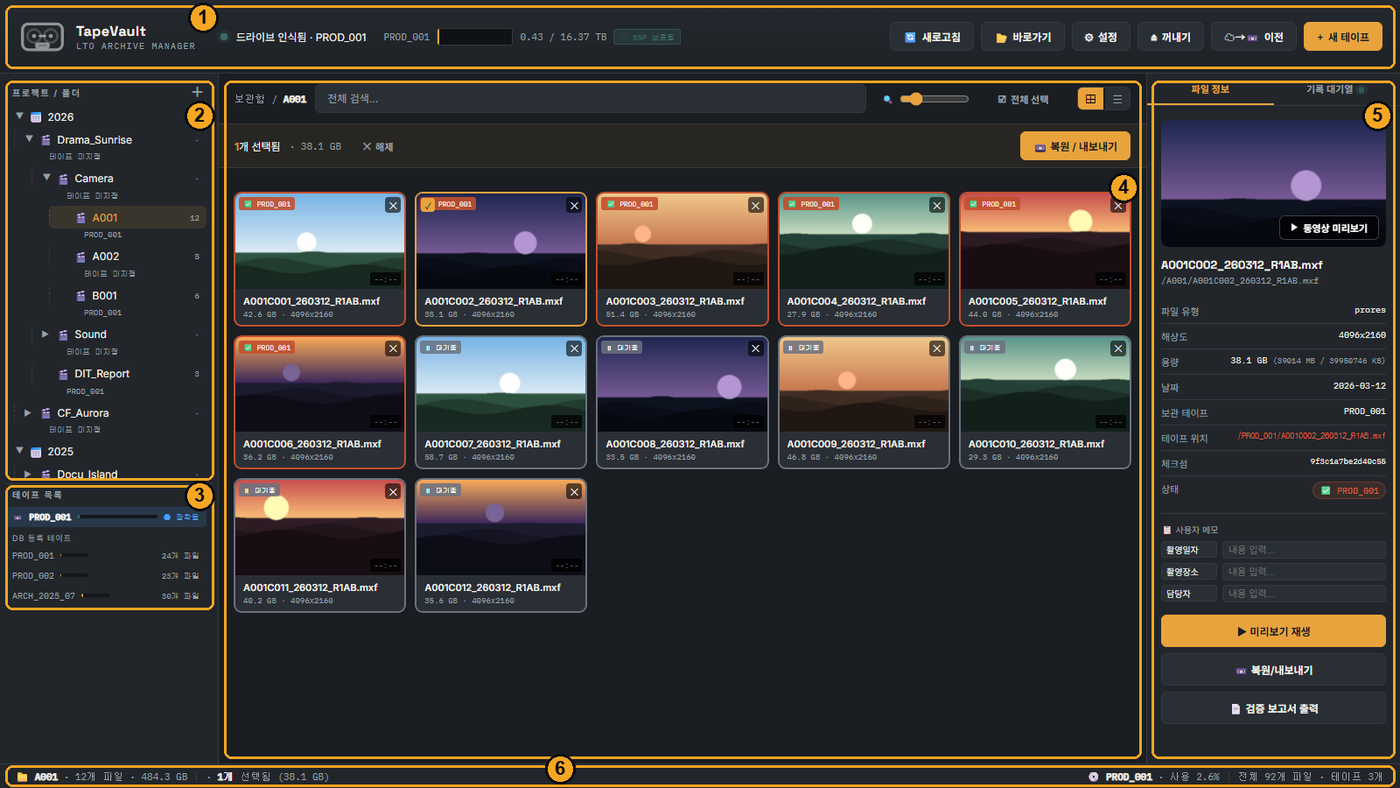 1
TapeVault
LTO ARCHIVE MANAGER
드라이브 인식됨 · PROD_001
PROD_001
0.43 / 16.37 TB
SSP 보호됨
새로고침
바로가기
설정
꺼내기
→ 이전
+ 새 테이프
2
프로젝트 / 폴더 +
2026
Drama_Sunrise -
테이프 미지정
Camera -
테이프 미지정
A001 12
PROD_001
A002 8
테이프 미지정
B001 6
PROD_001
Sound -
테이프 미지정
DIT_Report 3
PROD_001
CF_Aurora -
테이프 미지정
2025
Docu_Island -
3
테이프 목록
PROD_001 장착됨
DB 등록 테이프
PROD_001 24개 파일
PROD_002 23개 파일
ARCH_2025_07 30개 파일
보관함 / A001
전체 검색...
전체 선택
1개 선택됨 · 38.1 GB ✕ 해제
복원 / 내보내기
4
PROD_001
--:--
A001C001_260312_R1AB.mxf
42.6 GB · 4096x2160
PROD_001
--:--
A001C002_260312_R1AB.mxf
38.1 GB · 4096x2160
PROD_001
--:--
A001C003_260312_R1AB.mxf
51.4 GB · 4096x2160
PROD_001
--:--
A001C004_260312_R1AB.mxf
27.9 GB · 4096x2160
PROD_001
--:--
A001C005_260312_R1AB.mxf
44.0 GB · 4096x2160
PROD_001
--:--
A001C006_260312_R1AB.mxf
36.2 GB · 4096x2160
대기중
--:--
A001C007_260312_R1AB.mxf
58.7 GB · 4096x2160
대기중
--:--
A001C008_260312_R1AB.mxf
33.5 GB · 4096x2160
대기중
--:--
A001C009_260312_R1AB.mxf
46.8 GB · 4096x2160
대기중
--:--
A001C010_260312_R1AB.mxf
29.3 GB · 4096x2160
대기중
--:--
A001C011_260312_R1AB.mxf
40.2 GB · 4096x2160
대기중
--:--
A001C012_260312_R1AB.mxf
35.6 GB · 4096x2160
파일 정보
기록 대기열 0
5
▶ 동영상 미리보기
A001C002_260312_R1AB.mxf
/A001/A001C002_260312_R1AB.mxf
파일 유형 prores
해상도 4096x2160
용량 38.1 GB (39014 MB / 39950746 KB)
날짜 2026-03-12
보관 테이프 PROD_001
테이프 위치 /PROD_001/A001C002_260312_R1AB.mxf
체크섬 9f3c1a7be2d40c55
상태 PROD_001
사용자 메모
촬영일자 내용 입력...
촬영장소 내용 입력...
담당자 내용 입력...
▶ 미리보기 재생
복원/내보내기
검증 보고서 출력
6
A001 · 12개 파일 · 484.3 GB · 1개 선택됨 (38.1 GB)
PROD_001 · 사용 2.6% 전체 92개 파일 · 테이프 3개